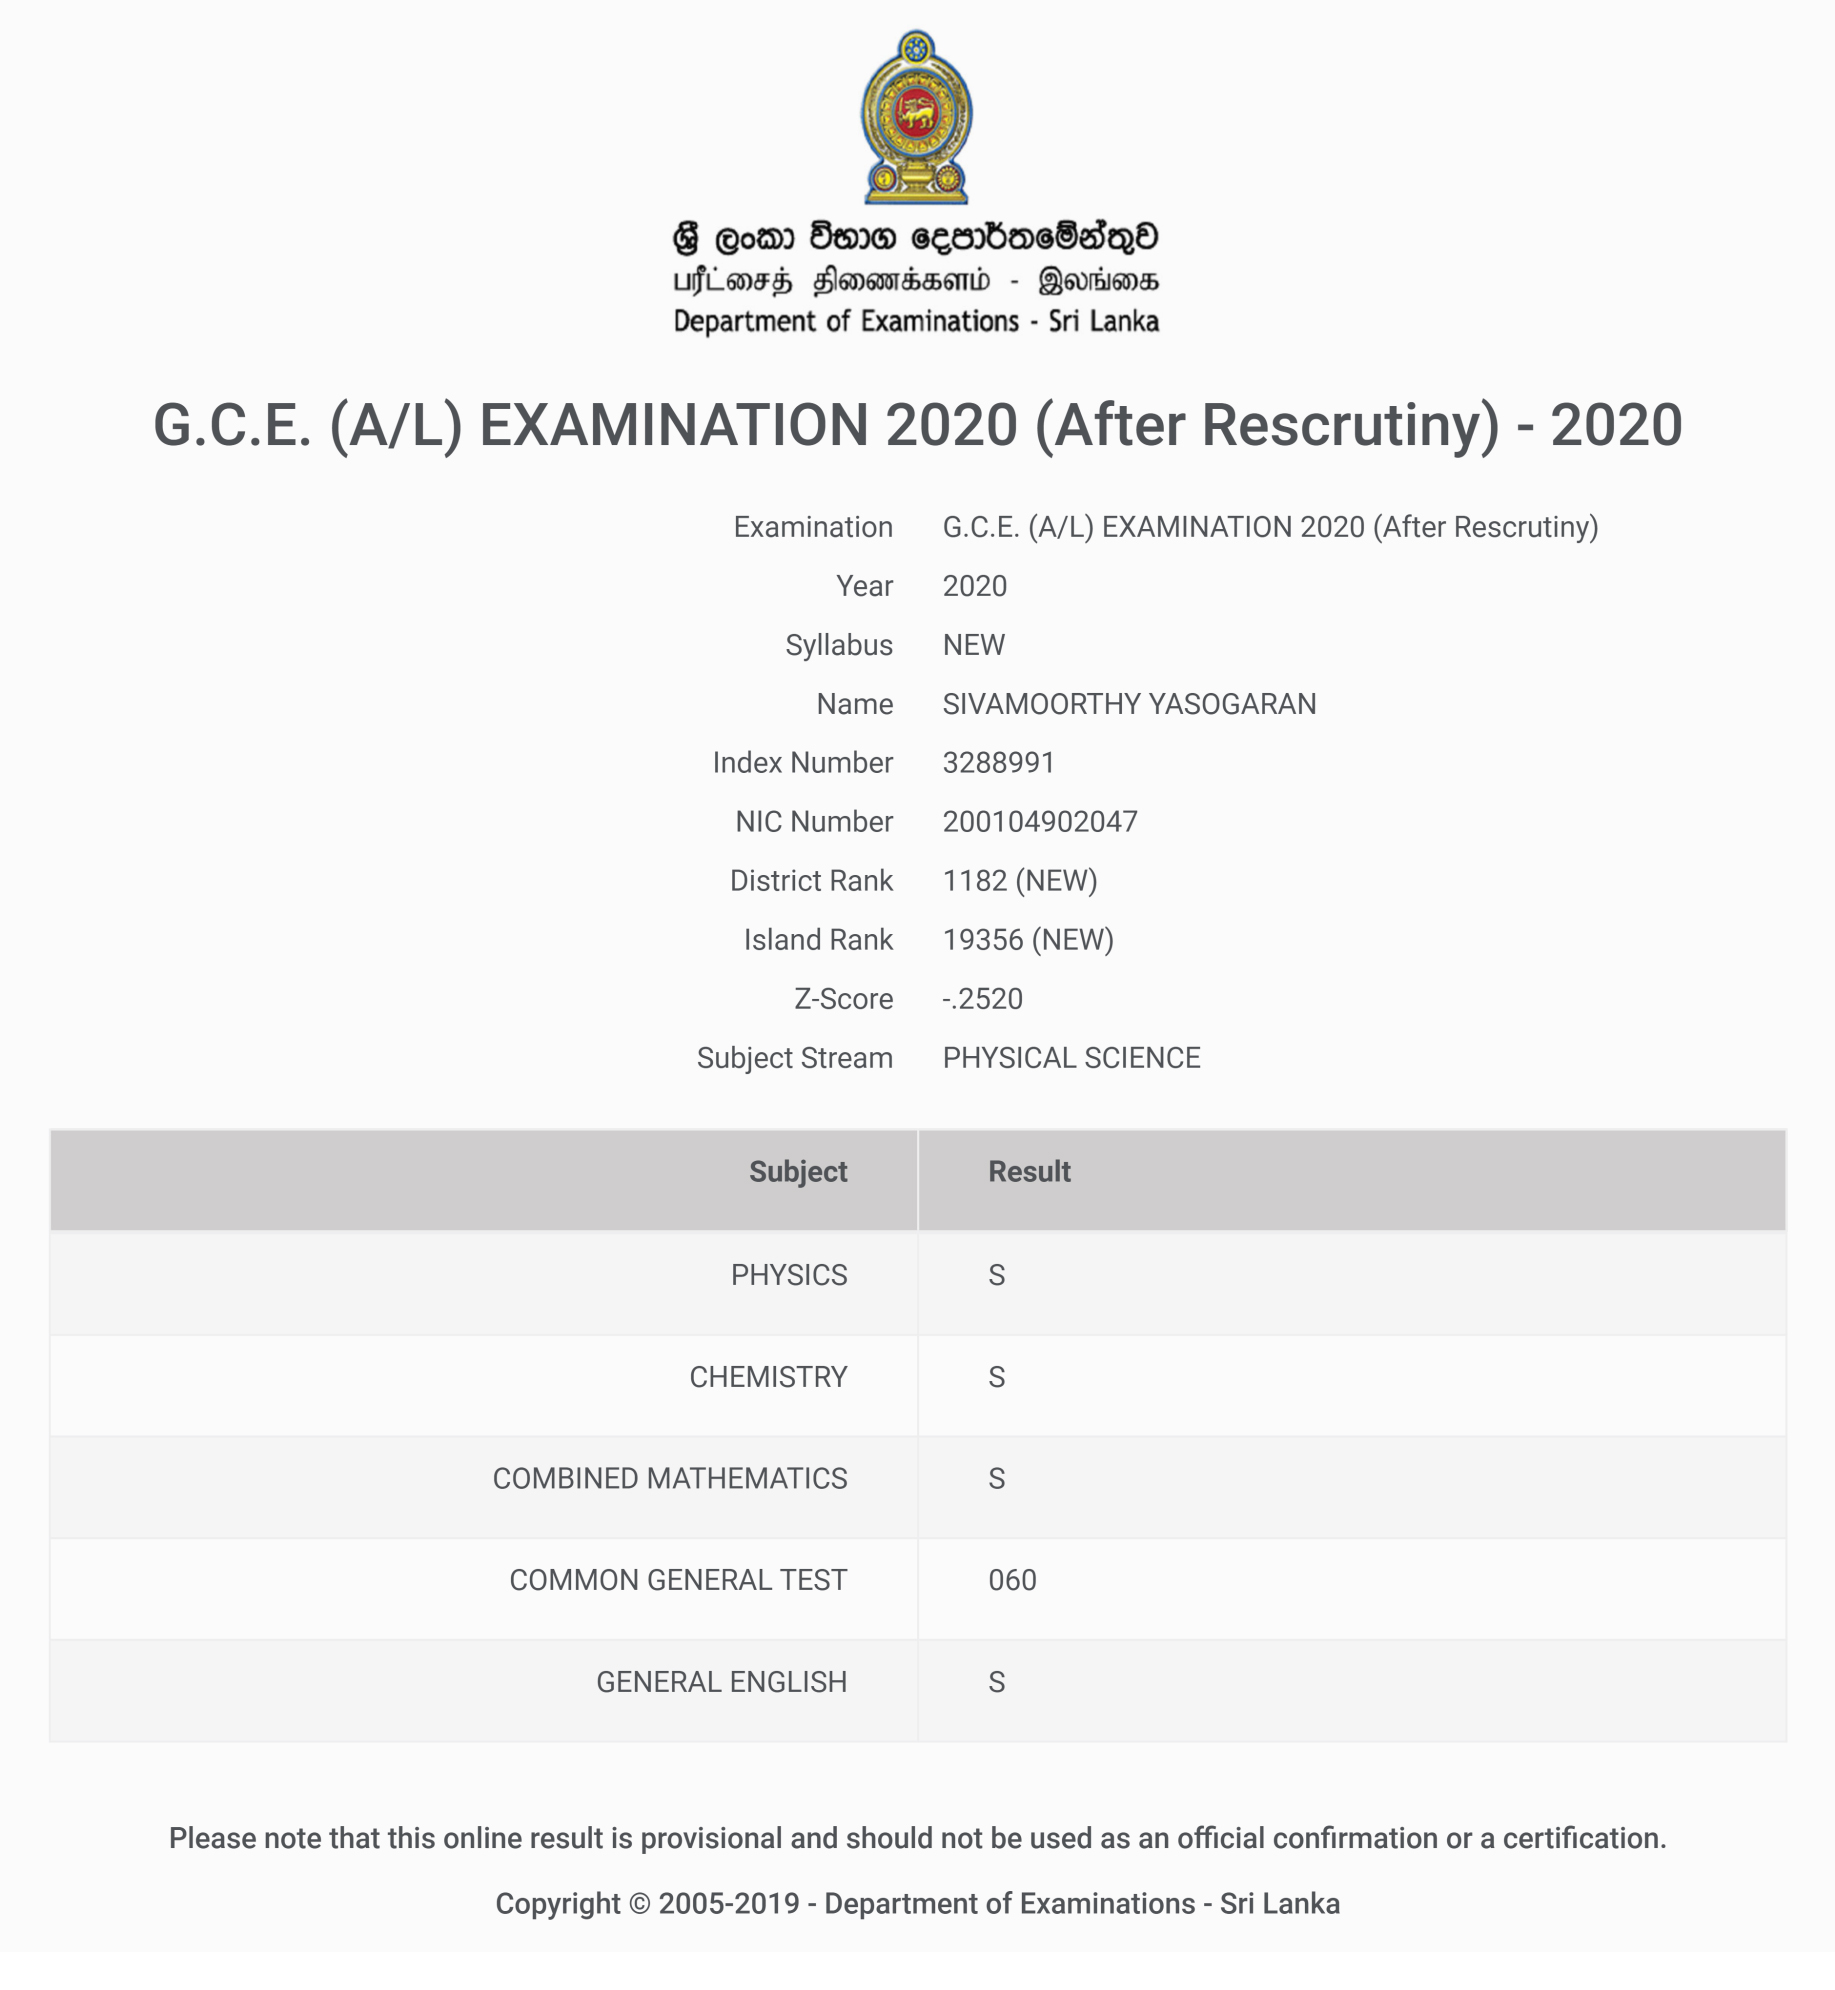 ශ්‍රී ලංකා විභාග දෙපාර්තමේන්තුව
பரீட்சைத் திணைக்களம் - இலங்கை
Department of Examinations - Sri Lanka
G.C.E. (A/L) EXAMINATION 2020 (After Rescrutiny) - 2020
Examination G.C.E. (A/L) EXAMINATION 2020 (After Rescrutiny)
Year 2020
Syllabus NEW
Name SIVAMOORTHY YASOGARAN
Index Number 3288991
NIC Number 200104902047
District Rank 1182 (NEW)
Island Rank 19356 (NEW)
Z-Score -.2520
Subject Stream PHYSICAL SCIENCE
Subject Result
PHYSICS S
CHEMISTRY S
COMBINED MATHEMATICS S
COMMON GENERAL TEST 060
GENERAL ENGLISH S
Please note that this online result is provisional and should not be used as an official confirmation or a certification.
Copyright © 2005-2019 - Department of Examinations - Sri Lanka